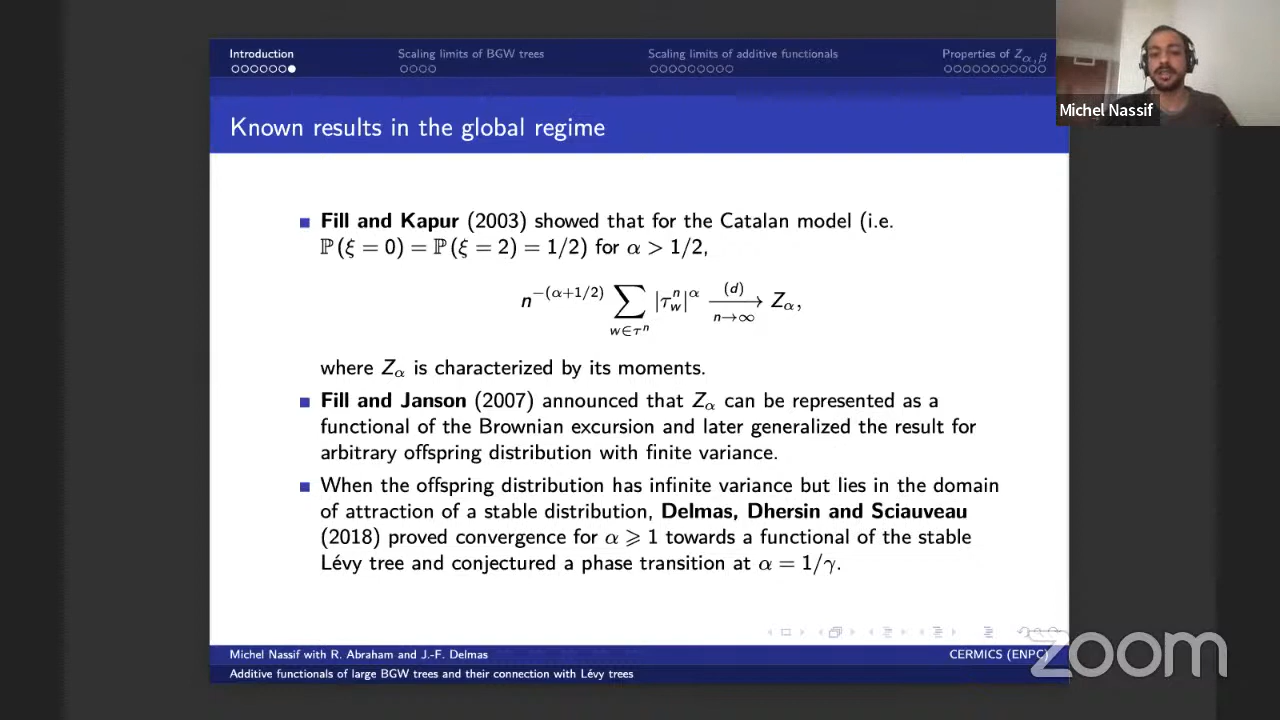 Introduction
Scaling limits of BGW trees
Scaling limits of additive functionals
Properties of Z_{α,β}
Michel Nassif
Known results in the global regime
Fill and Kapur (2003) showed that for the Catalan model (i.e.
ℙ(ξ = 0) = ℙ(ξ = 2) = 1/2) for α > 1/2,
n^{−(α+1/2)} ∑_{w∈τ^n} |τ_w^n|^α \xrightarrow[n→∞]{(d)} Z_α,
where Z_α is characterized by its moments.
Fill and Janson (2007) announced that Z_α can be represented as a
functional of the Brownian excursion and later generalized the result for
arbitrary offspring distribution with finite variance.
When the offspring distribution has infinite variance but lies in the domain
of attraction of a stable distribution, Delmas, Dhersin and Sciauveau
(2018) proved convergence for α ⩾ 1 towards a functional of the stable
Lévy tree and conjectured a phase transition at α = 1/γ.
Michel Nassif with R. Abraham and J.-F. Delmas
CERMICS (ENPC)
Additive functionals of large BGW trees and their connection with Lévy trees
zoom